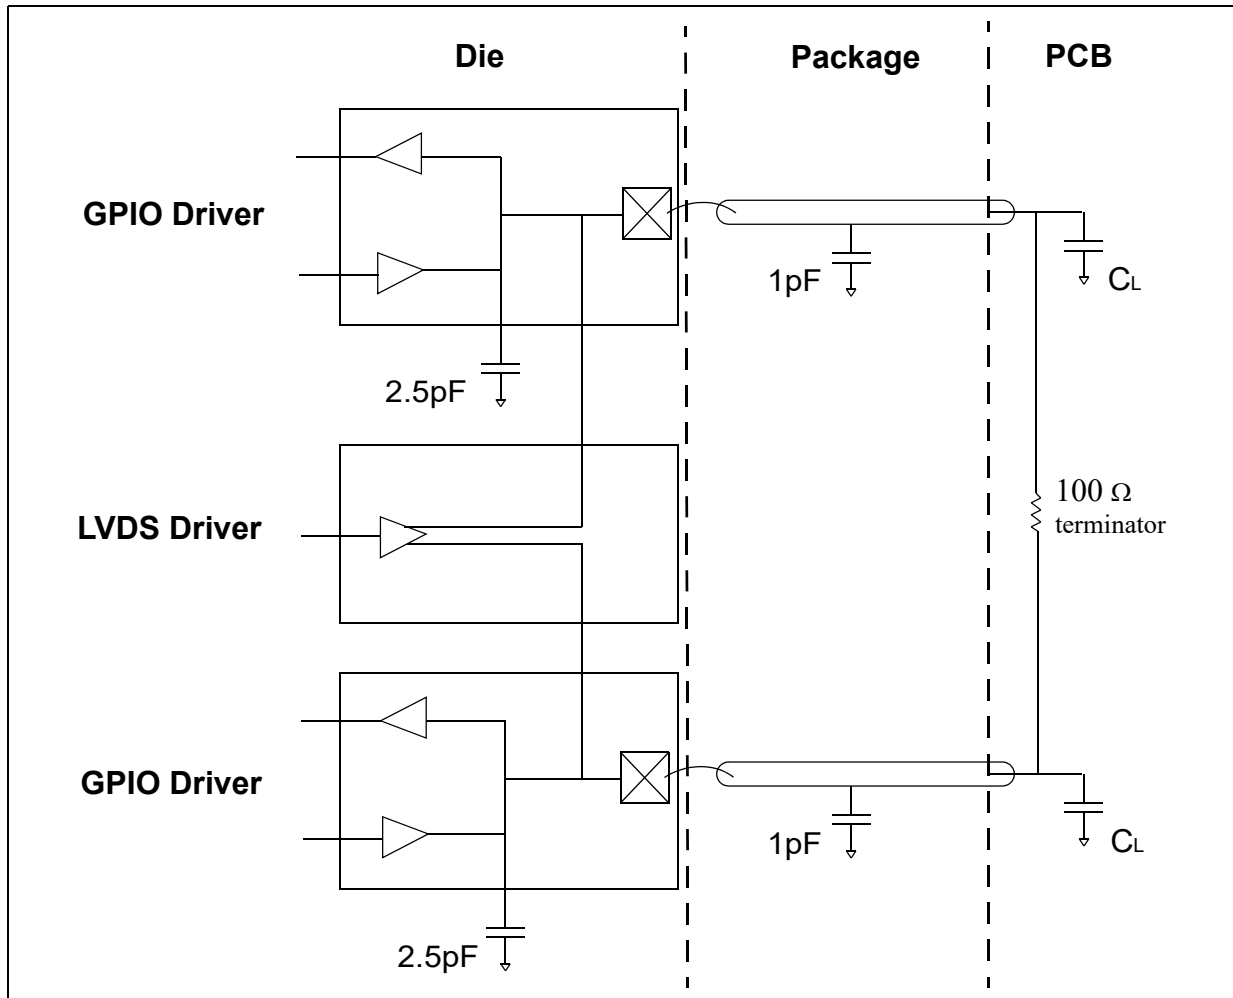 Die
Package
PCB
GPIO Driver
1pF
CL
2.5pF
LVDS Driver
100 Ω
terminator
GPIO Driver
1pF
CL
2.5pF